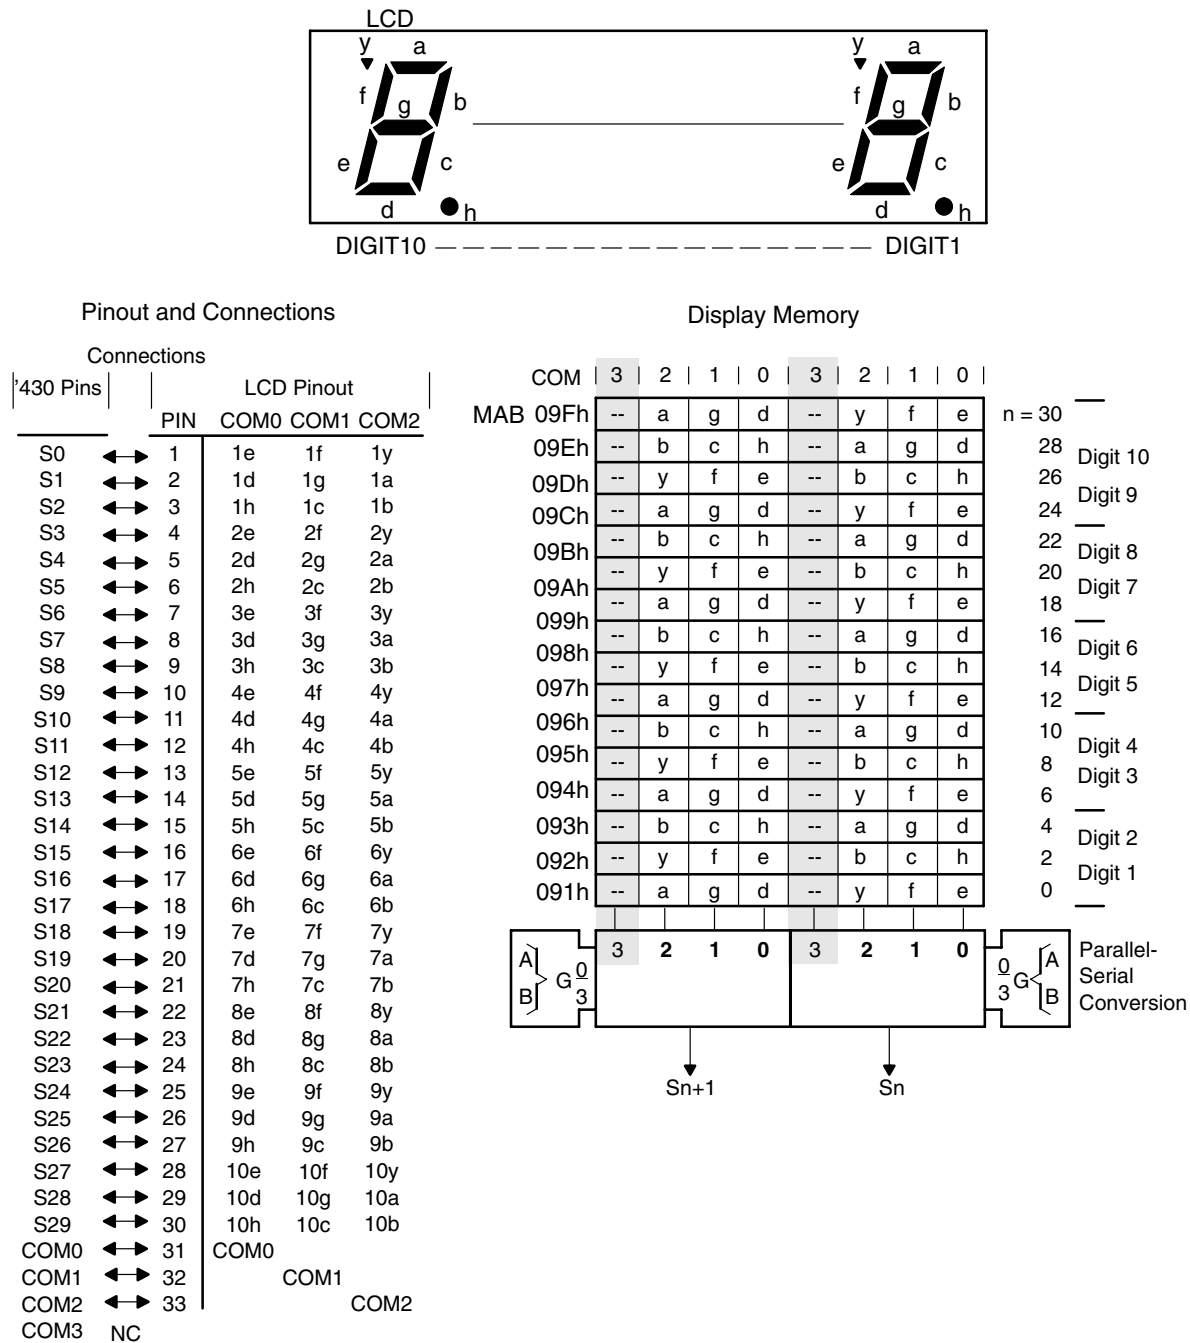 LCD
y a y a
f g b f g b
e c e c
d h d h
DIGIT10 — — — — — — — — — — — — — — — — DIGIT1
Pinout and Connections
Connections
'430 Pins LCD Pinout
PIN COM0 COM1 COM2
S0 1 1e 1f 1y
S1 2 1d 1g 1a
S2 3 1h 1c 1b
S3 4 2e 2f 2y
S4 5 2d 2g 2a
S5 6 2h 2c 2b
S6 7 3e 3f 3y
S7 8 3d 3g 3a
S8 9 3h 3c 3b
S9 10 4e 4f 4y
S10 11 4d 4g 4a
S11 12 4h 4c 4b
S12 13 5e 5f 5y
S13 14 5d 5g 5a
S14 15 5h 5c 5b
S15 16 6e 6f 6y
S16 17 6d 6g 6a
S17 18 6h 6c 6b
S18 19 7e 7f 7y
S19 20 7d 7g 7a
S20 21 7h 7c 7b
S21 22 8e 8f 8y
S22 23 8d 8g 8a
S23 24 8h 8c 8b
S24 25 9e 9f 9y
S25 26 9d 9g 9a
S26 27 9h 9c 9b
S27 28 10e 10f 10y
S28 29 10d 10g 10a
S29 30 10h 10c 10b
COM0 31 COM0
COM1 32 COM1
COM2 33 COM2
COM3 NC
Display Memory
COM 3 2 1 0 3 2 1 0
MAB 09Fh -- a g d -- y f e n = 30
09Eh -- b c h -- a g d 28 Digit 10
09Dh -- y f e -- b c h 26 Digit 9
09Ch -- a g d -- y f e 24
09Bh -- b c h -- a g d 22 Digit 8
09Ah -- y f e -- b c h 20 Digit 7
099h -- a g d -- y f e 18
098h -- b c h -- a g d 16 Digit 6
097h -- y f e -- b c h 14 Digit 5
096h -- a g d -- y f e 12
095h -- b c h -- a g d 10 Digit 4
094h -- y f e -- b c h 8 Digit 3
093h -- a g d -- y f e 6
092h -- b c h -- a g d 4 Digit 2
091h -- y f e -- b c h 2 Digit 1
-- a g d -- y f e 0
3 2 1 0 3 2 1 0
A B G 0 3
0 3 G A B
Parallel-
Serial
Conversion
Sn+1 Sn